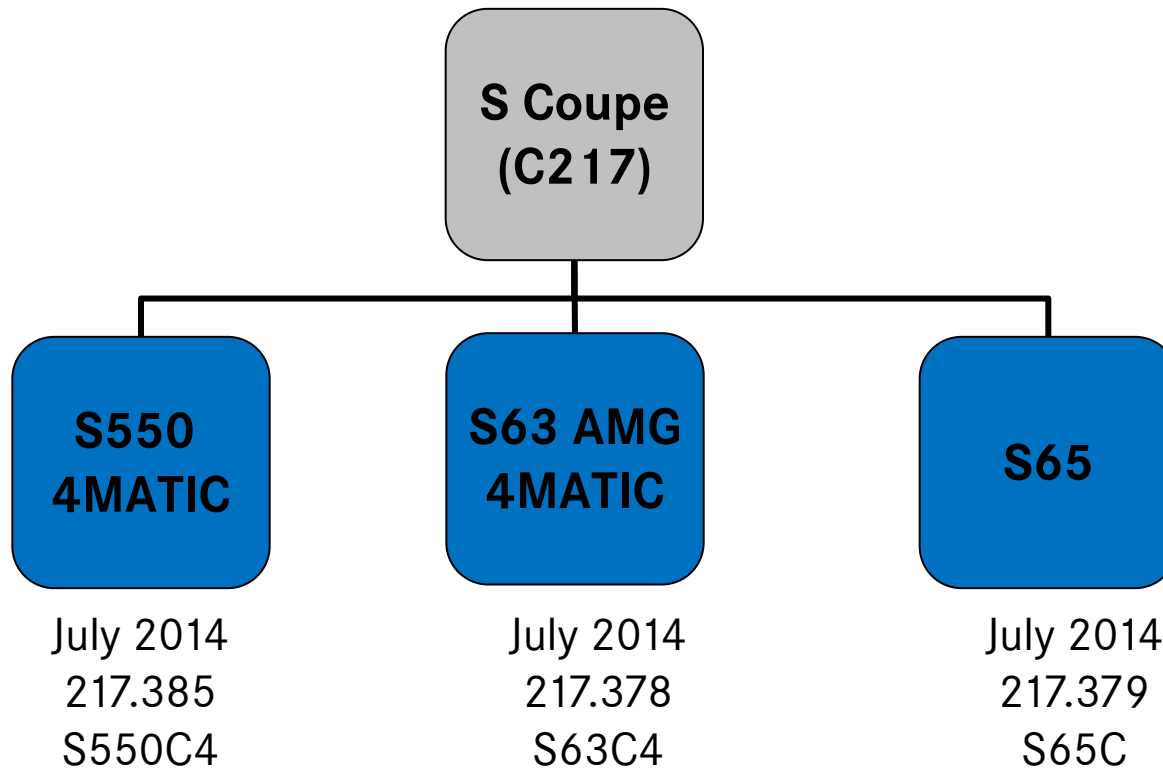 S Coupe
(C217)
S550
4MATIC
July 2014
217.385
S550C4
S63 AMG
4MATIC
July 2014
217.378
S63C4
S65
July 2014
217.379
S65C